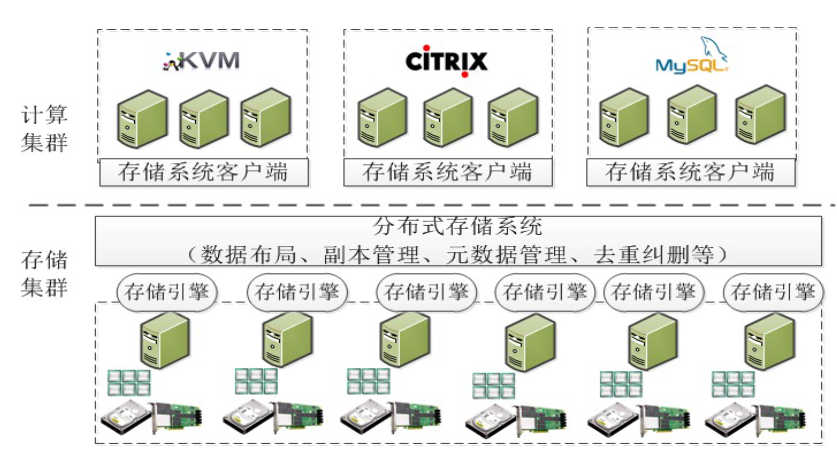 KVM
CİTRIX
MySQL
计算
集群
存储系统客户端
存储系统客户端
存储系统客户端
分布式存储系统
（数据布局、副本管理、元数据管理、去重纠删等）
存储
集群
存储引擎
存储引擎
存储引擎
存储引擎
存储引擎
存储引擎